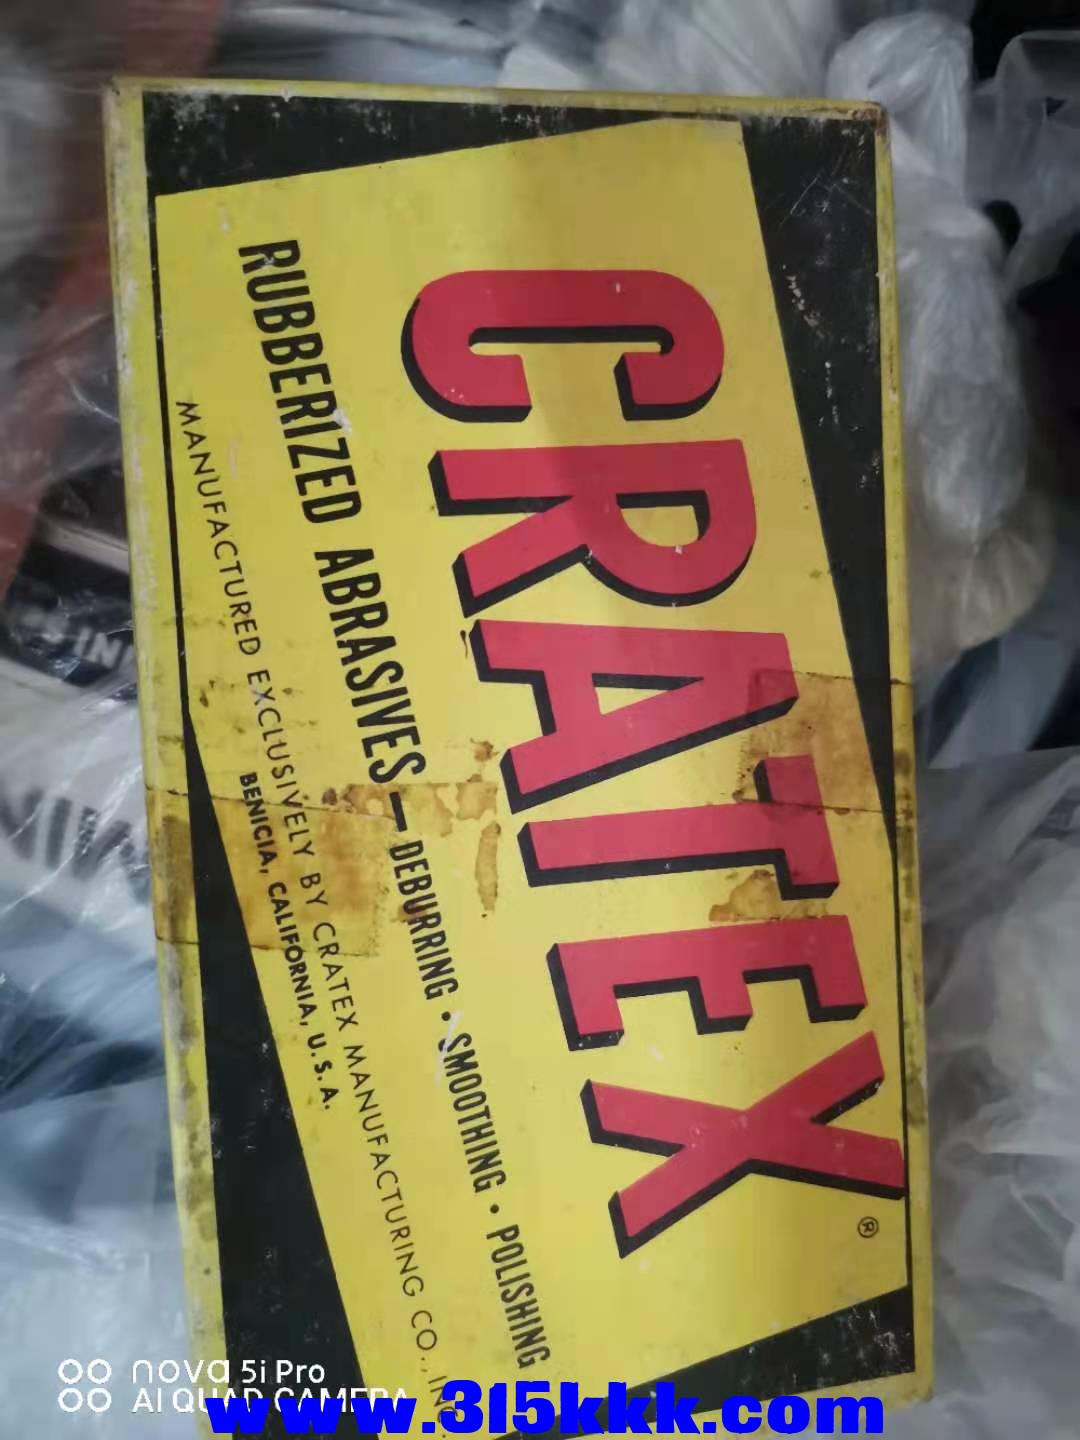 CRATEX®
RUBBERIZED ABRASIVES — DEBURRING • SMOOTHING • POLISHING
MANUFACTURED EXCLUSIVELY BY CRATEX MANUFACTURING CO., INC.
BENICIA, CALIFORNIA, U.S.A.
nova 5i Pro
AI QUAD CAMERA
www.315kkk.com